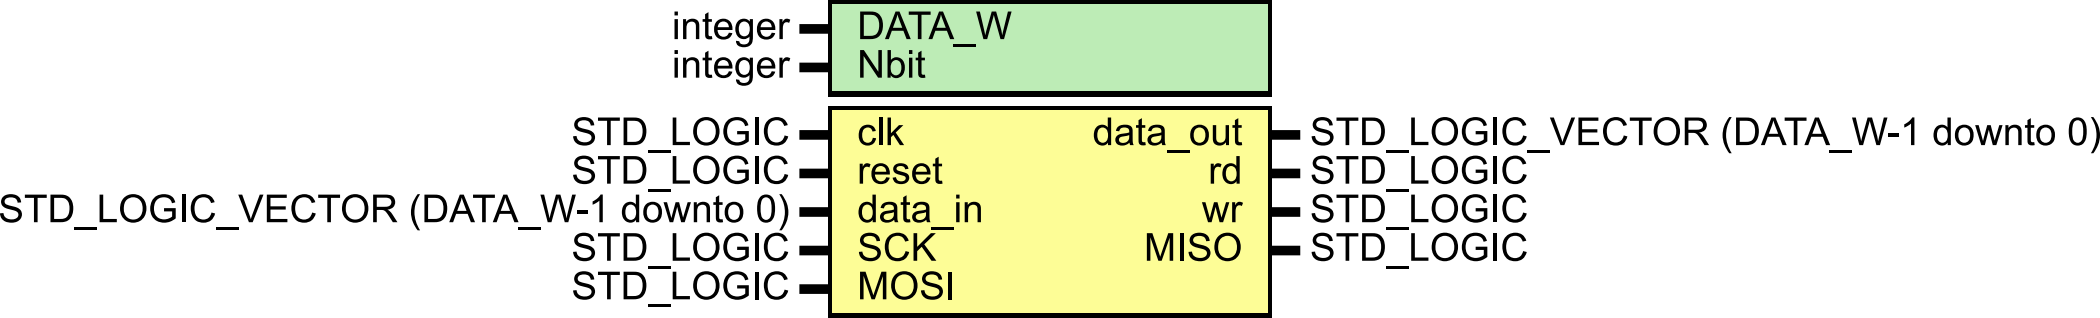 integer DATA_W
integer Nbit
STD_LOGIC clk data_out STD_LOGIC_VECTOR (DATA_W-1 downto 0)
STD_LOGIC reset rd STD_LOGIC
STD_LOGIC_VECTOR (DATA_W-1 downto 0) data_in wr STD_LOGIC
STD_LOGIC SCK MISO STD_LOGIC
STD_LOGIC MOSI